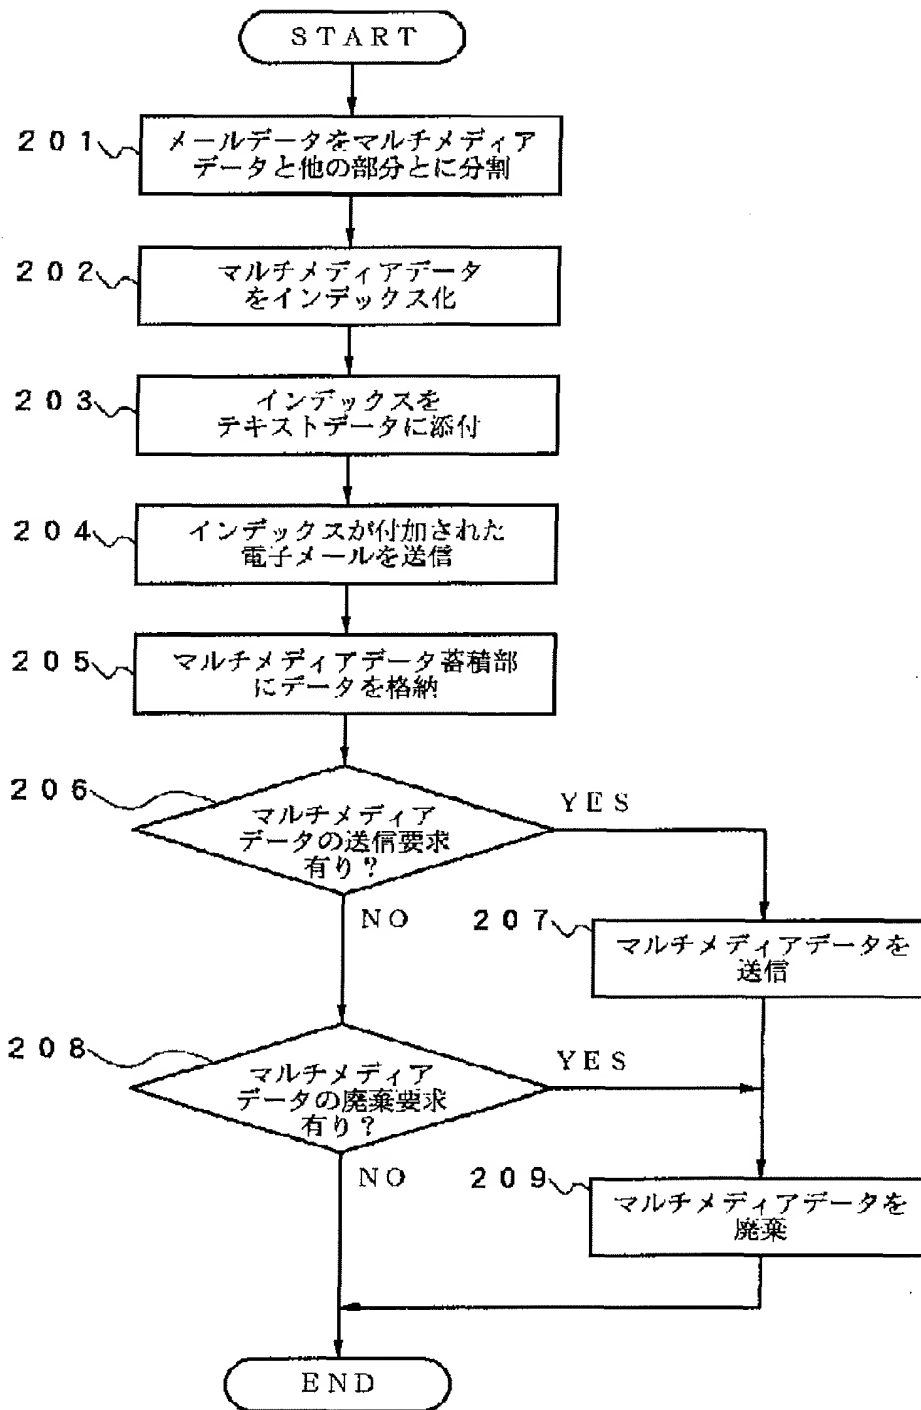 START
201
メールデータをマルチメディア
データと他の部分とに分割
202
マルチメディアデータ
をインデックス化
203
インデックスを
テキストデータに添付
204
インデックスが付加された
電子メールを送信
205
マルチメディアデータ蓄積部
にデータを格納
206
マルチメディア
データの送信要求
有り?
YES
NO
207
マルチメディアデータを
送信
208
マルチメディア
データの廃棄要求
有り?
YES
NO
209
マルチメディアデータを
廃棄
END